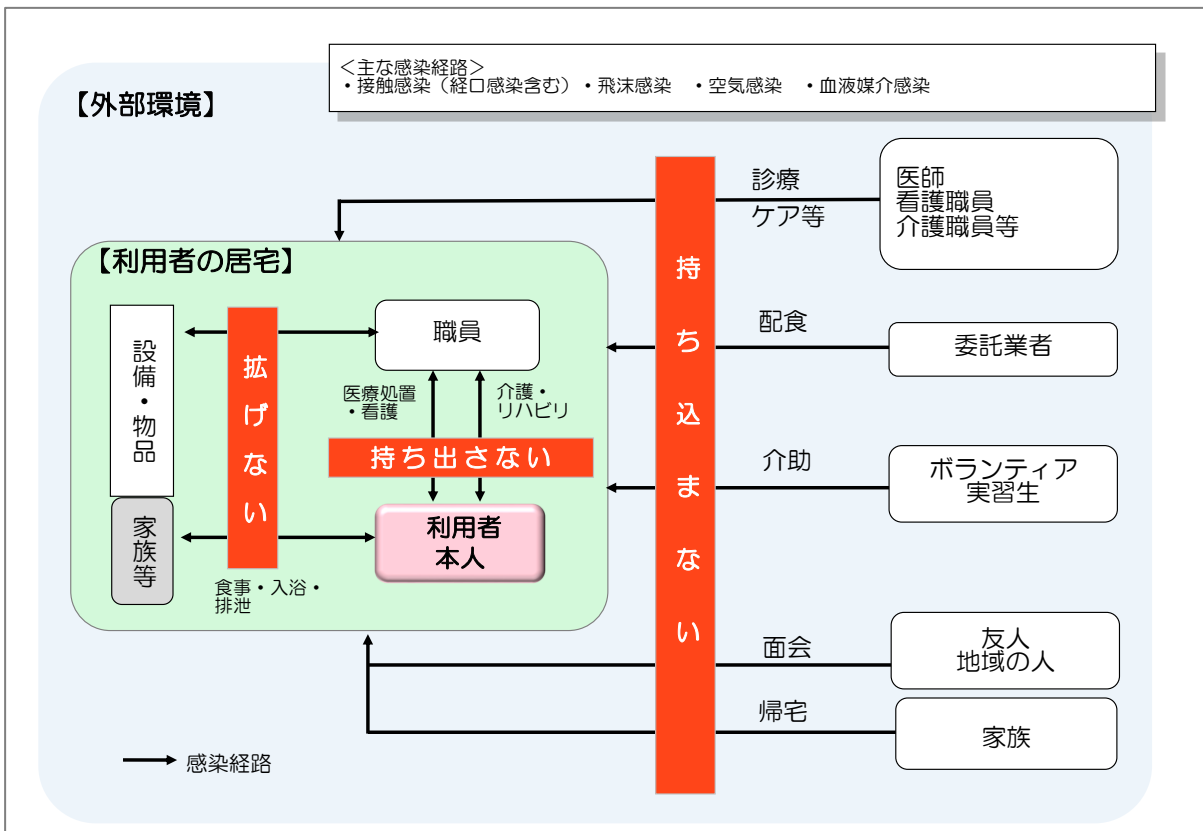 ＜主な感染経路＞
・接触感染（経口感染含む）・飛沫感染　・空気感染　・血液媒介感染
【外部環境】
診療
ケア等
医師
看護職員
介護職員等
【利用者の居宅】
持ち込まない
設備・物品
拡げない
職員
配食
委託業者
医療処置
・看護
介護・
リハビリ
持ち出さない
介助
ボランティア
実習生
家族等
利用者
本人
食事・入浴・
排泄
面会
友人
地域の人
帰宅
家族
感染経路